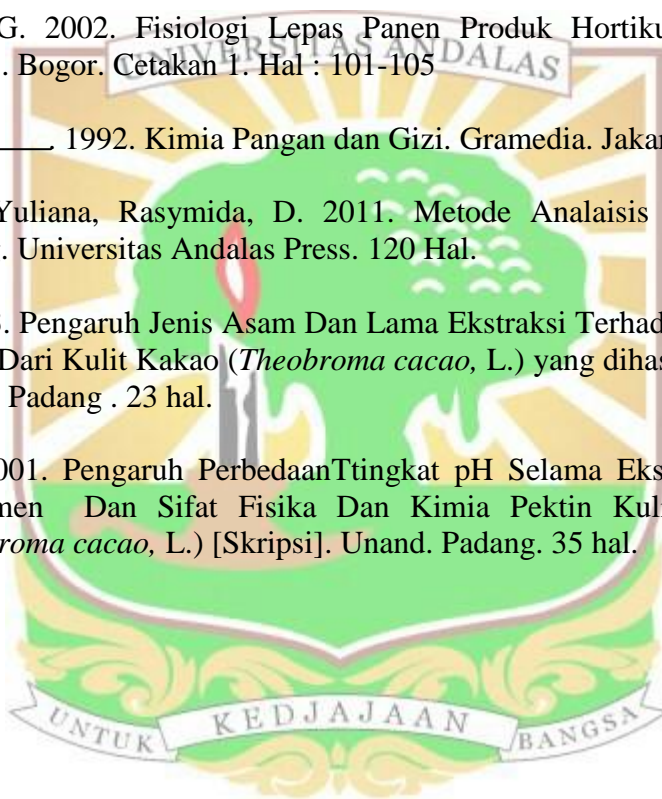 G. 2002. Fisiologi Lepas Panen Produk Hortiku
. Bogor. Cetakan 1. Hal : 101-105
UNIVERSITAS ANDALAS
______. 1992. Kimia Pangan dan Gizi. Gramedia. Jakar
Yuliana, Rasymida, D. 2011. Metode Analaisis
. Universitas Andalas Press. 120 Hal.
. Pengaruh Jenis Asam Dan Lama Ekstraksi Terhad
Dari Kulit Kakao (Theobroma cacao, L.) yang dihas
Padang . 23 hal.
001. Pengaruh PerbedaanTtingkat pH Selama Eks
men Dan Sifat Fisika Dan Kimia Pektin Kuli
roma cacao, L.) [Skripsi]. Unand. Padang. 35 hal.
UNTUK KEDJAJAAN BANGSA